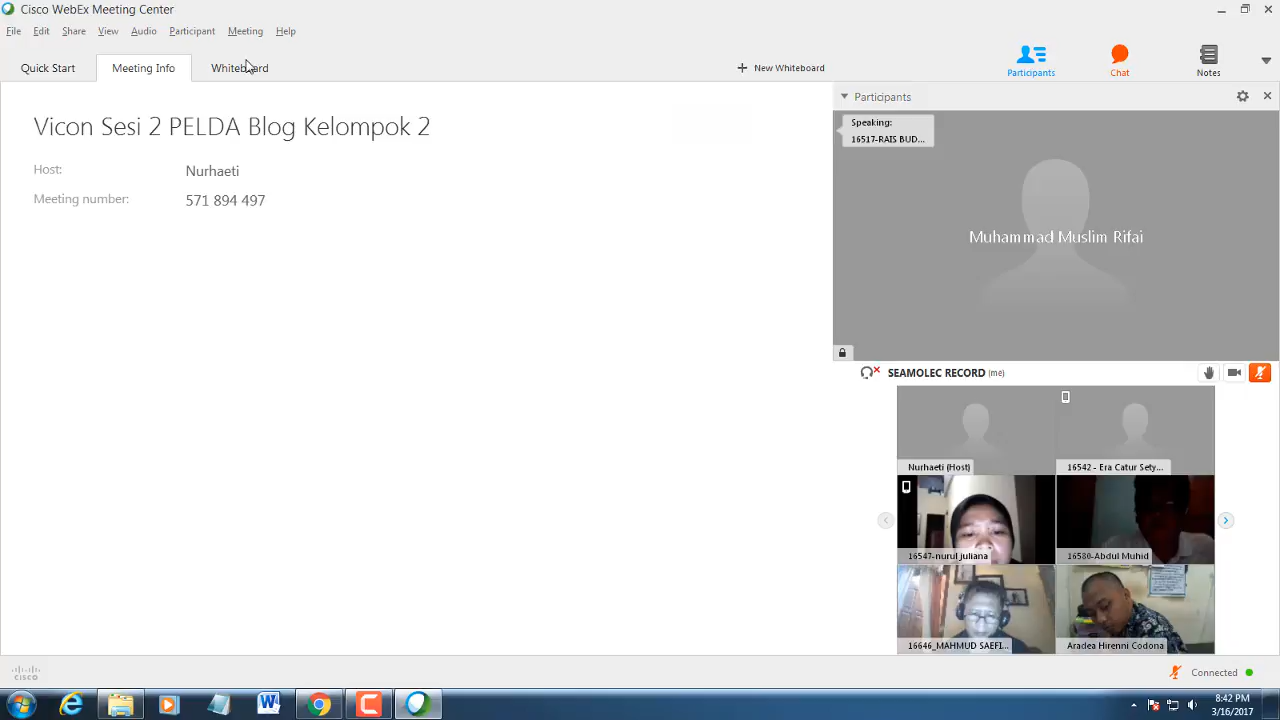 Cisco WebEx Meeting Center
File Edit Share View Audio Participant Meeting Help
Quick Start Meeting Info Whiteboard
New Whiteboard
Participants Chat Notes
Vicon Sesi 2 PELDA Blog Kelompok 2
Host: Nurhaeti
Meeting number: 571 894 497
Participants
Speaking:
16517-RAIS BUD...
Muhammad Muslim Rifai
SEAMOLEC RECORD (me)
Nurhaeti (Host)
16542 - Era Catur Sety...
16547-nurul juliana
16580-Abdul Muhid
16646_MAHMUD SAEFI...
Aradea Hirenni Codona
cisco
Connected
8:42 PM
3/16/2017